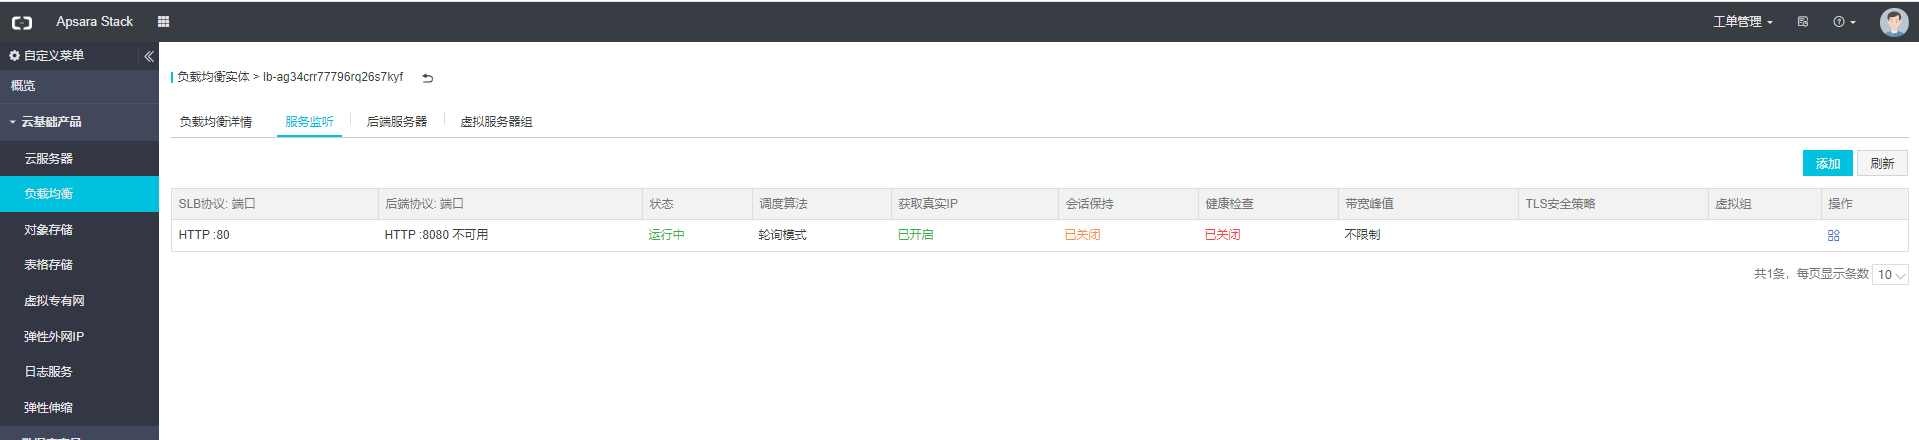 Apsara Stack
工单管理
自定义菜单
概览
云基础产品
云服务器
负载均衡
对象存储
表格存储
虚拟专有网
弹性外网IP
日志服务
弹性伸缩
负载均衡实体 > lb-ag34crr77796rq26s7kyf
负载均衡详情 服务监听 后端服务器 虚拟服务器组
添加 刷新
SLB协议: 端口 后端协议: 端口 状态 调度算法 获取真实IP 会话保持 健康检查 带宽峰值 TLS安全策略 虚拟组 操作
HTTP :80 HTTP :8080 不可用 运行中 轮询模式 已开启 已关闭 已关闭 不限制
共1条，每页显示条数 10